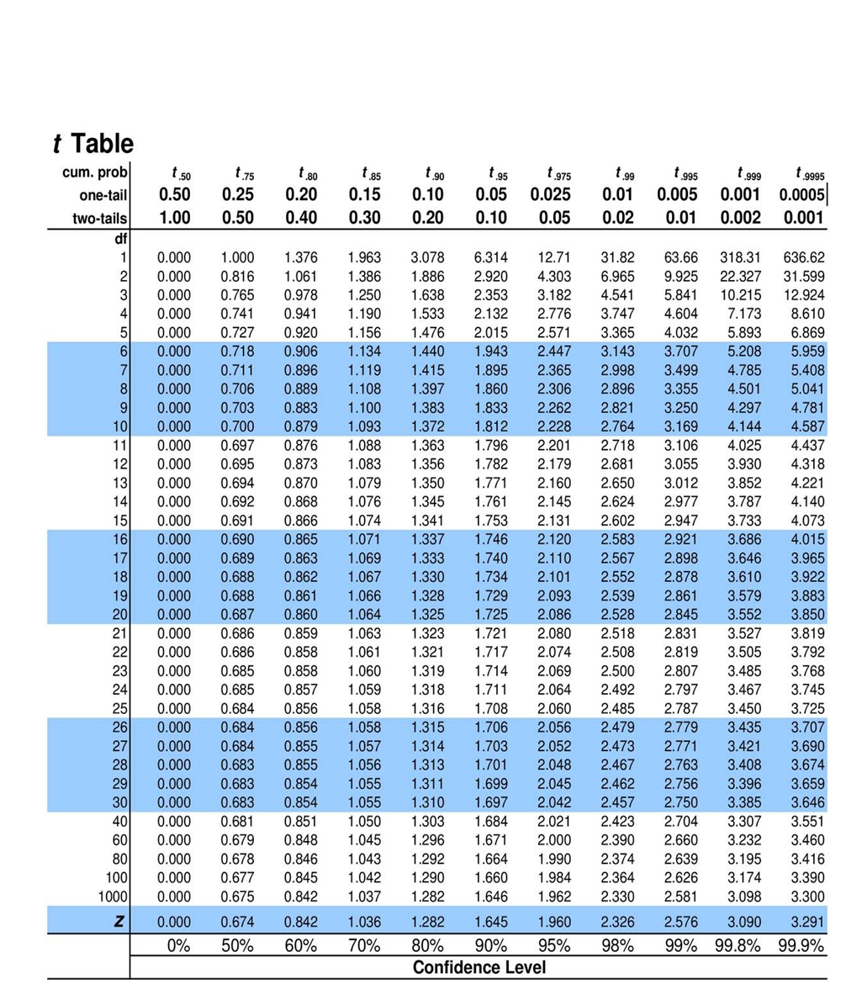 t Table
cum. prob t.50 t.75 t.80 t.85 t.90 t.95 t.975 t.99 t.995 t.999 t.9995
one-tail 0.50 0.25 0.20 0.15 0.10 0.05 0.025 0.01 0.005 0.001 0.0005
two-tails 1.00 0.50 0.40 0.30 0.20 0.10 0.05 0.02 0.01 0.002 0.001
df
1 0.000 1.000 1.376 1.963 3.078 6.314 12.71 31.82 63.66 318.31 636.62
2 0.000 0.816 1.061 1.386 1.886 2.920 4.303 6.965 9.925 22.327 31.599
3 0.000 0.765 0.978 1.250 1.638 2.353 3.182 4.541 5.841 10.215 12.924
4 0.000 0.741 0.941 1.190 1.533 2.132 2.776 3.747 4.604 7.173 8.610
5 0.000 0.727 0.920 1.156 1.476 2.015 2.571 3.365 4.032 5.893 6.869
6 0.000 0.718 0.906 1.134 1.440 1.943 2.447 3.143 3.707 5.208 5.959
7 0.000 0.711 0.896 1.119 1.415 1.895 2.365 2.998 3.499 4.785 5.408
8 0.000 0.706 0.889 1.108 1.397 1.860 2.306 2.896 3.355 4.501 5.041
9 0.000 0.703 0.883 1.100 1.383 1.833 2.262 2.821 3.250 4.297 4.781
10 0.000 0.700 0.879 1.093 1.372 1.812 2.228 2.764 3.169 4.144 4.587
11 0.000 0.697 0.876 1.088 1.363 1.796 2.201 2.718 3.106 4.025 4.437
12 0.000 0.695 0.873 1.083 1.356 1.782 2.179 2.681 3.055 3.930 4.318
13 0.000 0.694 0.870 1.079 1.350 1.771 2.160 2.650 3.012 3.852 4.221
14 0.000 0.692 0.868 1.076 1.345 1.761 2.145 2.624 2.977 3.787 4.140
15 0.000 0.691 0.866 1.074 1.341 1.753 2.131 2.602 2.947 3.733 4.073
16 0.000 0.690 0.865 1.071 1.337 1.746 2.120 2.583 2.921 3.686 4.015
17 0.000 0.689 0.863 1.069 1.333 1.740 2.110 2.567 2.898 3.646 3.965
18 0.000 0.688 0.862 1.067 1.330 1.734 2.101 2.552 2.878 3.610 3.922
19 0.000 0.688 0.861 1.066 1.328 1.729 2.093 2.539 2.861 3.579 3.883
20 0.000 0.687 0.860 1.064 1.325 1.725 2.086 2.528 2.845 3.552 3.850
21 0.000 0.686 0.859 1.063 1.323 1.721 2.080 2.518 2.831 3.527 3.819
22 0.000 0.686 0.858 1.061 1.321 1.717 2.074 2.508 2.819 3.505 3.792
23 0.000 0.685 0.858 1.060 1.319 1.714 2.069 2.500 2.807 3.485 3.768
24 0.000 0.685 0.857 1.059 1.318 1.711 2.064 2.492 2.797 3.467 3.745
25 0.000 0.684 0.856 1.058 1.316 1.708 2.060 2.485 2.787 3.450 3.725
26 0.000 0.684 0.856 1.058 1.315 1.706 2.056 2.479 2.779 3.435 3.707
27 0.000 0.684 0.855 1.057 1.314 1.703 2.052 2.473 2.771 3.421 3.690
28 0.000 0.683 0.855 1.056 1.313 1.701 2.048 2.467 2.763 3.408 3.674
29 0.000 0.683 0.854 1.055 1.311 1.699 2.045 2.462 2.756 3.396 3.659
30 0.000 0.683 0.854 1.055 1.310 1.697 2.042 2.457 2.750 3.385 3.646
40 0.000 0.681 0.851 1.050 1.303 1.684 2.021 2.423 2.704 3.307 3.551
60 0.000 0.679 0.848 1.045 1.296 1.671 2.000 2.390 2.660 3.232 3.460
80 0.000 0.678 0.846 1.043 1.292 1.664 1.990 2.374 2.639 3.195 3.416
100 0.000 0.677 0.845 1.042 1.290 1.660 1.984 2.364 2.626 3.174 3.390
1000 0.000 0.675 0.842 1.037 1.282 1.646 1.962 2.330 2.581 3.098 3.300
z 0.000 0.674 0.842 1.036 1.282 1.645 1.960 2.326 2.576 3.090 3.291
0% 50% 60% 70% 80% 90% 95% 98% 99% 99.8% 99.9%
Confidence Level